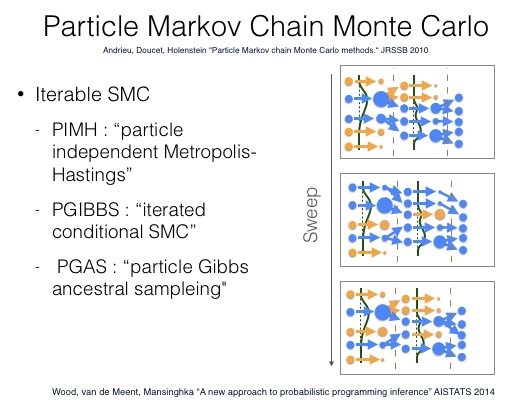 Particle Markov Chain Monte Carlo
Andrieu, Doucet, Holenstein “Particle Markov chain Monte Carlo methods.” JRSSB 2010
• Iterable SMC
- PIMH : “particle
independent Metropolis-
Hastings”
- PGIBBS : “iterated
conditional SMC”
- PGAS : “particle Gibbs
ancestral sampleing"
Sweep
Wood, van de Meent, Mansinghka “A new approach to probabilistic programming inference” AISTATS 2014